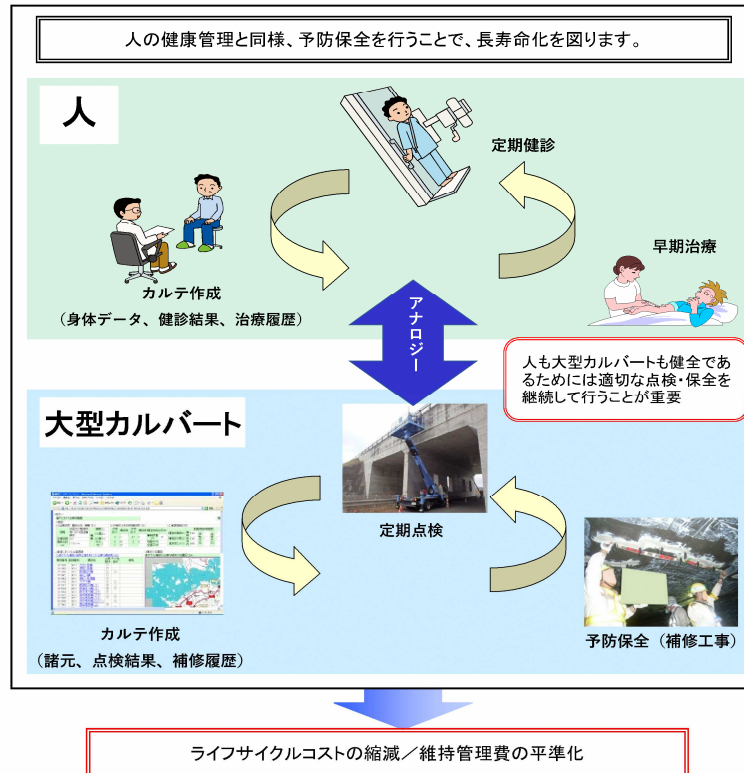 人の健康管理と同様、予防保全を行うことで、長寿命化を図ります。
人
定期健診
早期治療
カルテ作成
（身体データ、健診結果、治療履歴）
アナロジー
人も大型カルバートも健全であ
るためには適切な点検・保全を
継続して行うことが重要
大型カルバート
定期点検
カルテ作成
（諸元、点検結果、補修履歴）
予防保全（補修工事）
ライフサイクルコストの縮減／維持管理費の平準化